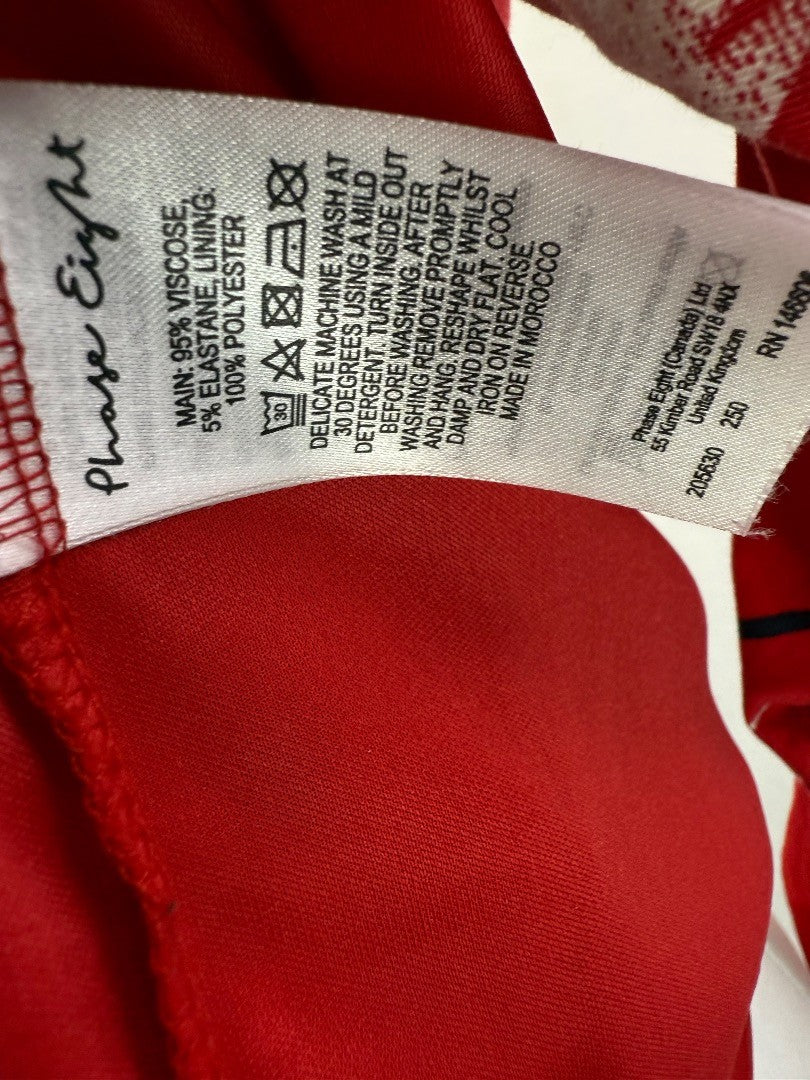 Phase Eight
MAIN: 95% VISCOSE,
5% ELASTANE, LINING:
100% POLYESTER
30
DELICATE MACHINE WASH AT
30 DEGREES USING A MILD
DETERGENT. TURN INSIDE OUT
BEFORE WASHING. AFTER
WASHING REMOVE PROMPTLY
AND HANG, RESHAPE WHILST
DAMP AND DRY FLAT. COOL
IRON ON REVERSE.
MADE IN MOROCCO
Phase Eight (Canada) Ltd
55 Kimbar Road SW18 4NX
United Kingdom
205630 250